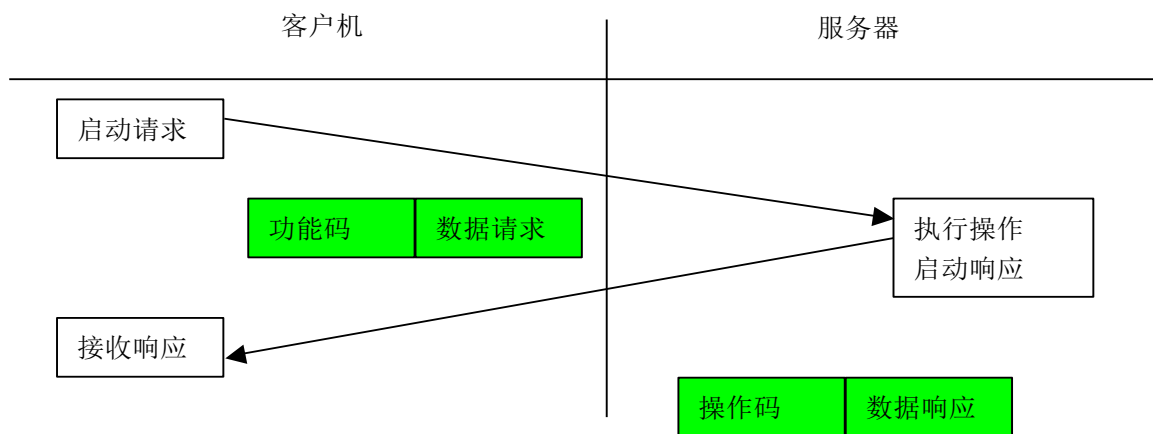 客户机
服务器
启动请求
功能码
数据请求
执行操作
启动响应
接收响应
操作码
数据响应